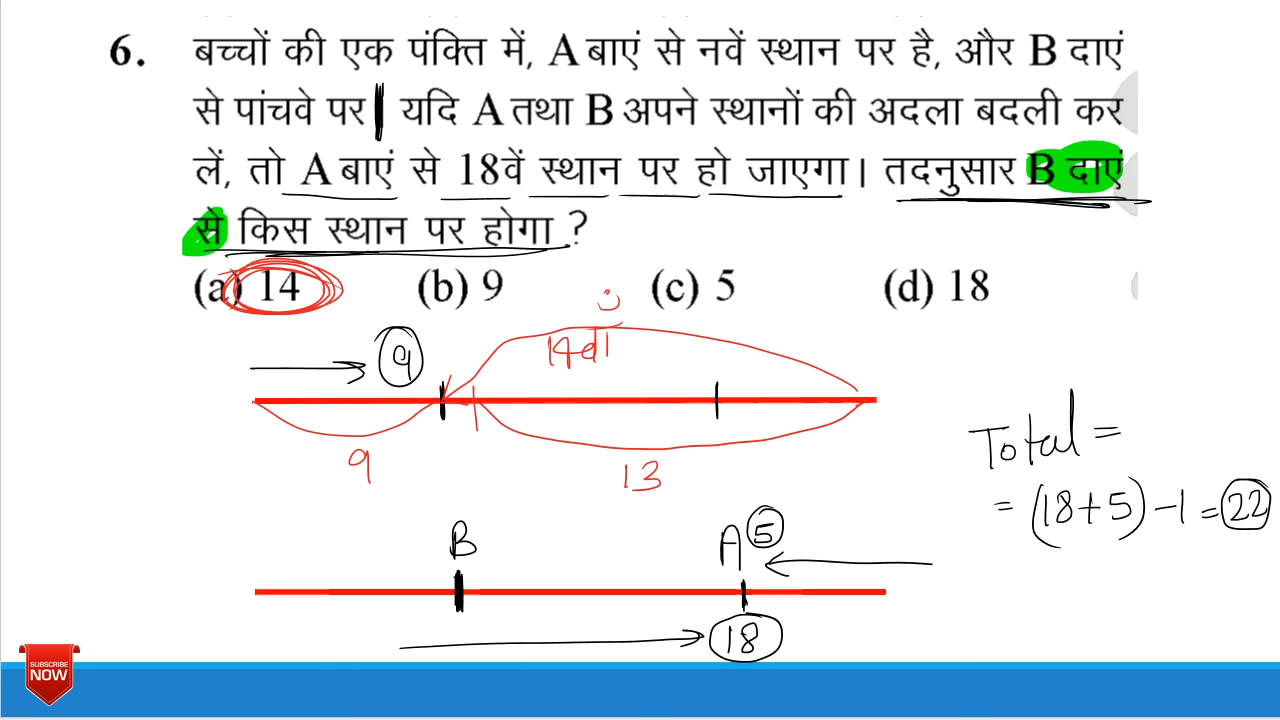 6. बच्चों की एक पंक्ति में, A बाएं से नवें स्थान पर है, और B दाएं
से पांचवे पर | यदि A तथा B अपने स्थानों की अदला बदली कर
लें, तो A बाएं से 18वें स्थान पर हो जाएगा। तदनुसार B दाएं
से किस स्थान पर होगा ?
(a) 14 (b) 9 (c) 5 (d) 18
9
14वां
9
13
Total =
= (18+5)-1 = 22
B
A 5
18
SUBSCRIBE
NOW